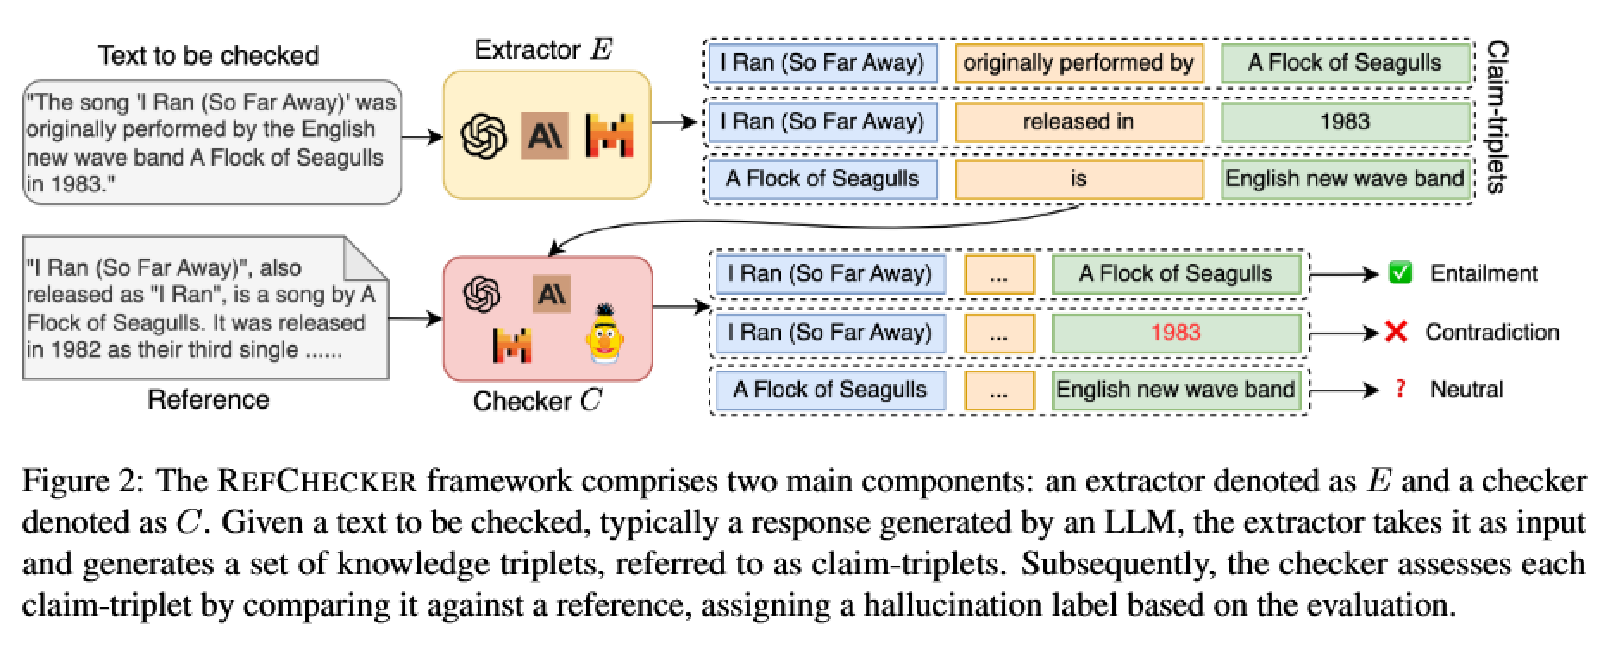 Text to be checked
"The song 'I Ran (So Far Away)' was
originally performed by the English
new wave band A Flock of Seagulls
in 1983."
Extractor E
I Ran (So Far Away) originally performed by A Flock of Seagulls
I Ran (So Far Away) released in 1983
A Flock of Seagulls is English new wave band
Claim-triplets
"I Ran (So Far Away)", also
released as "I Ran", is a song by A
Flock of Seagulls. It was released
in 1982 as their third single ......
Reference
Checker C
I Ran (So Far Away) ... A Flock of Seagulls Entailment
I Ran (So Far Away) ... 1983 Contradiction
A Flock of Seagulls ... English new wave band ? Neutral
Figure 2: The REFCHECKER framework comprises two main components: an extractor denoted as E and a checker
denoted as C. Given a text to be checked, typically a response generated by an LLM, the extractor takes it as input
and generates a set of knowledge triplets, referred to as claim-triplets. Subsequently, the checker assesses each
claim-triplet by comparing it against a reference, assigning a hallucination label based on the evaluation.